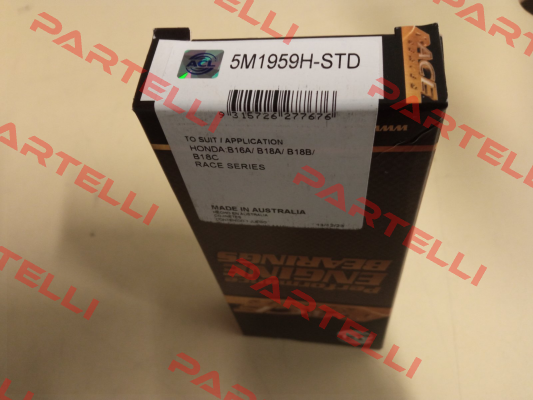 ACL
5M1959H-STD
9 315726 277676
TO SUIT / APPLICATION
HONDA B16A/ B18A/ B18B/
B18C
RACE SERIES
MADE IN AUSTRALIA
RACE
ENGINE
BEARINGS
PARTELLI
PARTELLI
PARTELLI
PARTELLI
PARTELLI